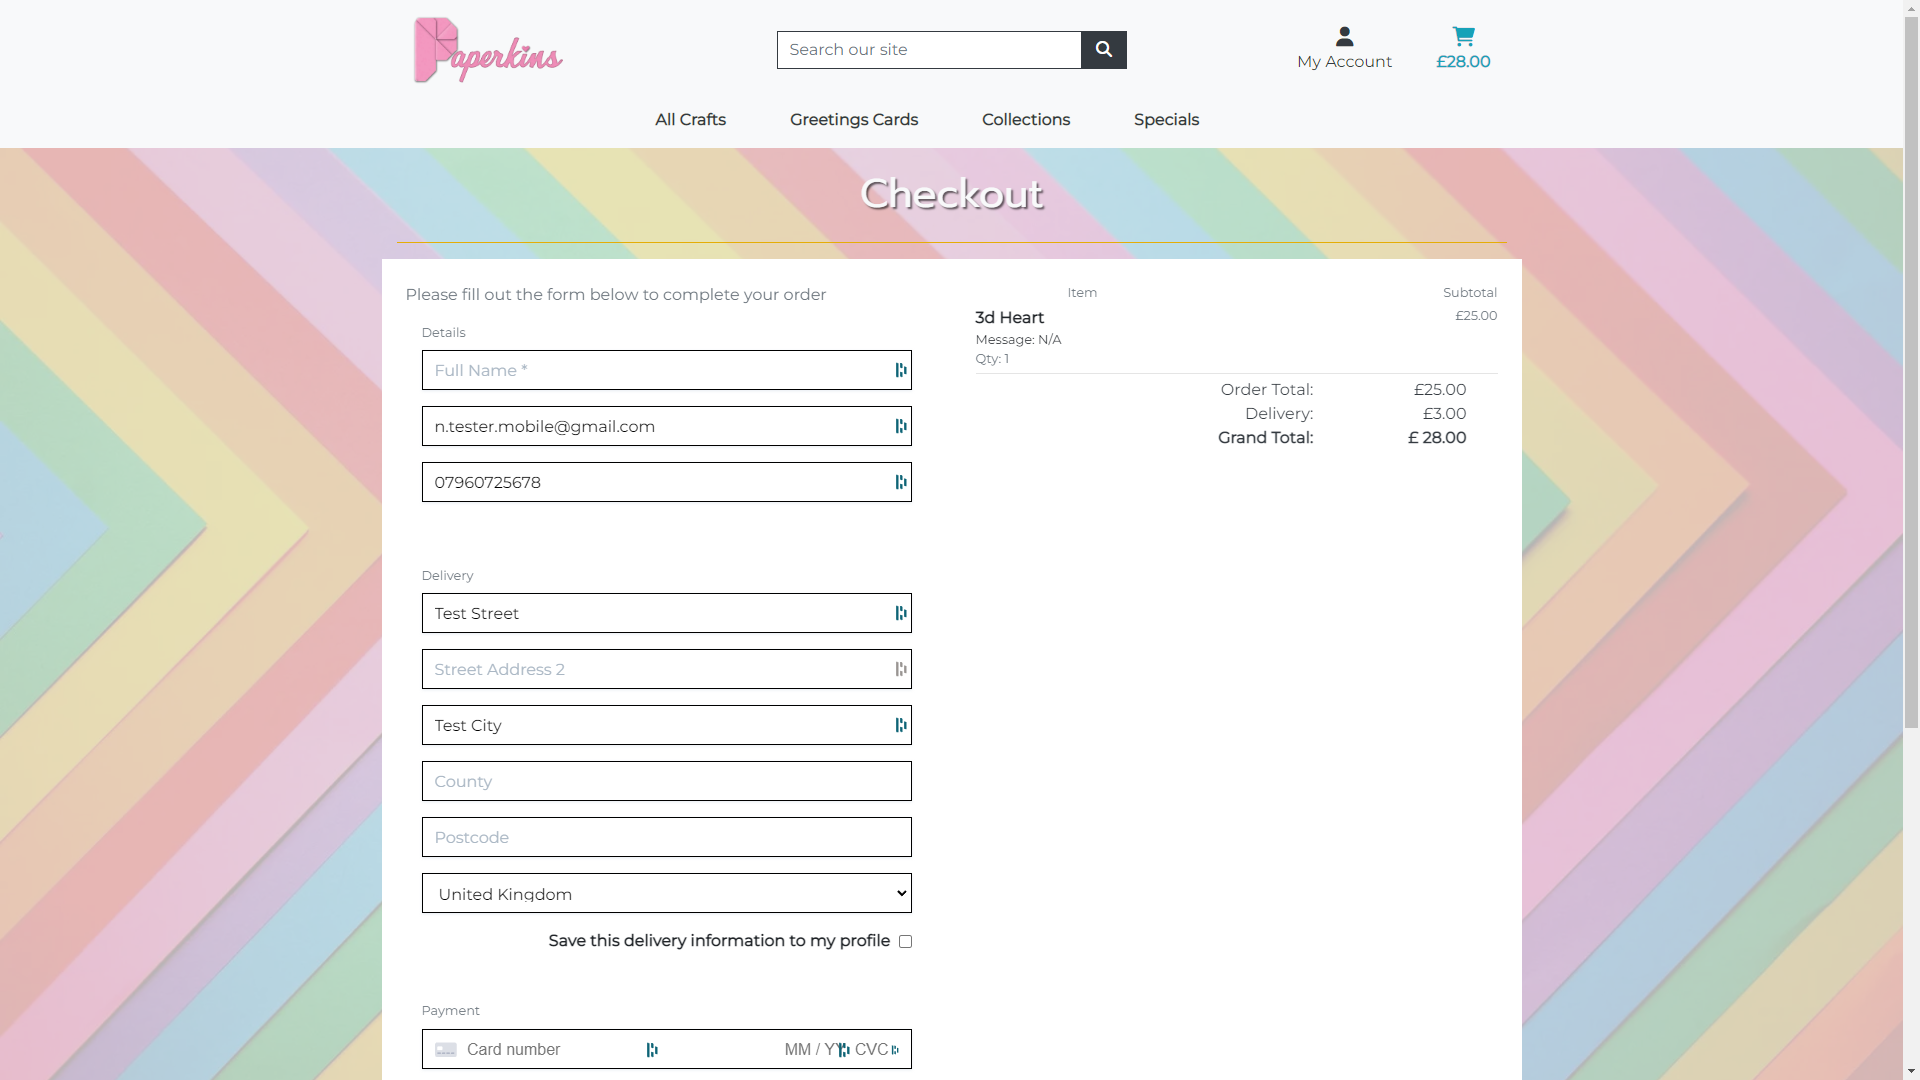 Paperkins
Search our site
My Account
£28.00
All Crafts
Greetings Cards
Collections
Specials
Checkout
Please fill out the form below to complete your order
Details
Full Name *
n.tester.mobile@gmail.com
07960725678
Delivery
Test Street
Street Address 2
Test City
County
Postcode
United Kingdom
Save this delivery information to my profile
Payment
Card number MM / YY CVC
Item Subtotal
3d Heart £25.00
Message: N/A
Qty: 1
Order Total: £25.00
Delivery: £3.00
Grand Total: £ 28.00